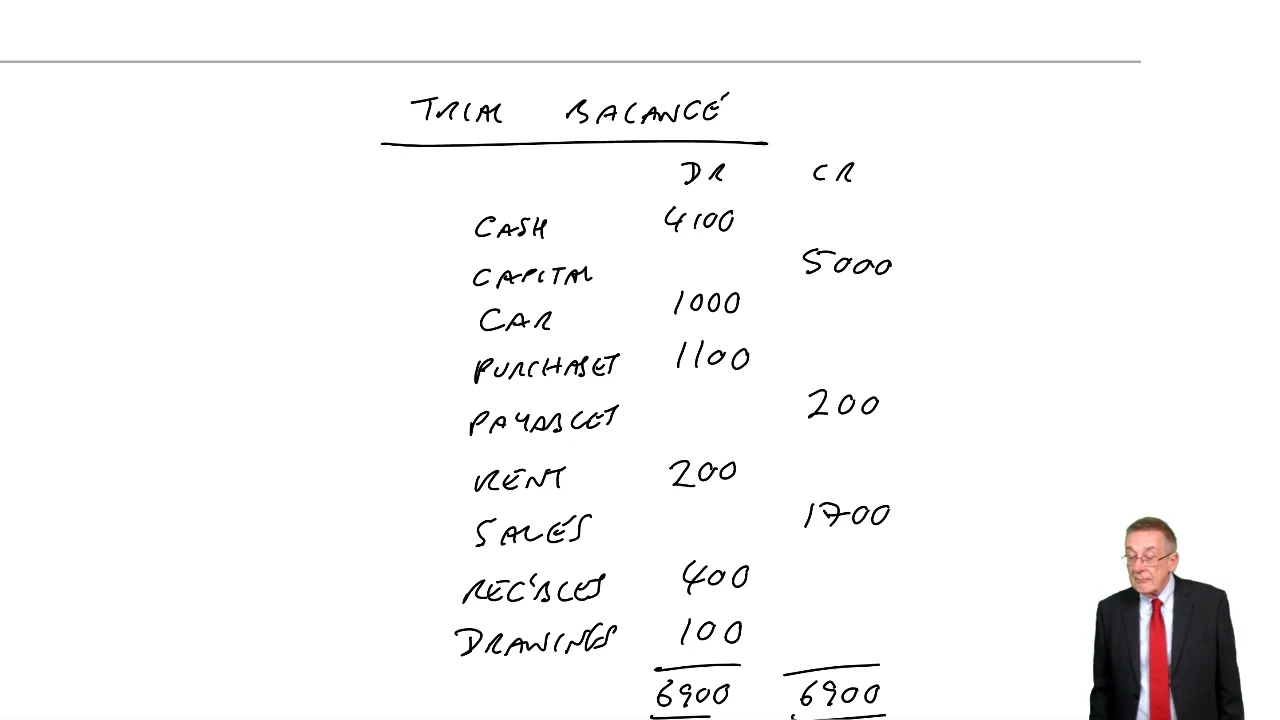 TRIAL BALANCE
DR CR
CASH 4100
CAPITAL 5000
CAR 1000
PURCHASES 1100
PAYABLES 200
RENT 200
SALES 1700
REC'BLES 400
DRAWINGS 100
6900 6900